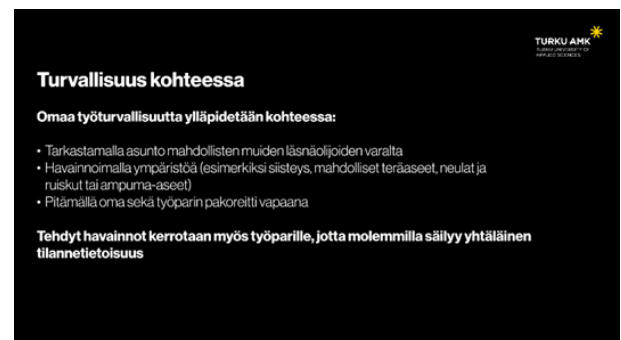 TURKU AMK
TURKU UNIVERSITY OF
APPLIED SCIENCES
Turvallisuus kohteessa
Omaa työturvallisuutta ylläpidetään kohteessa:
• Tarkastamalla asunto mahdollisten muiden läsnäolijoiden varalta
• Havainnoimalla ympäristöä (esimerkiksi siisteys, mahdolliset teräaseet, neulat ja
ruiskut tai ampuma-aseet)
• Pitämällä oma sekä työparin pakoreitti vapaana
Tehdyt havainnot kerrotaan myös työparille, jotta molemmilla säilyy yhtäläinen
tilannetietoisuus